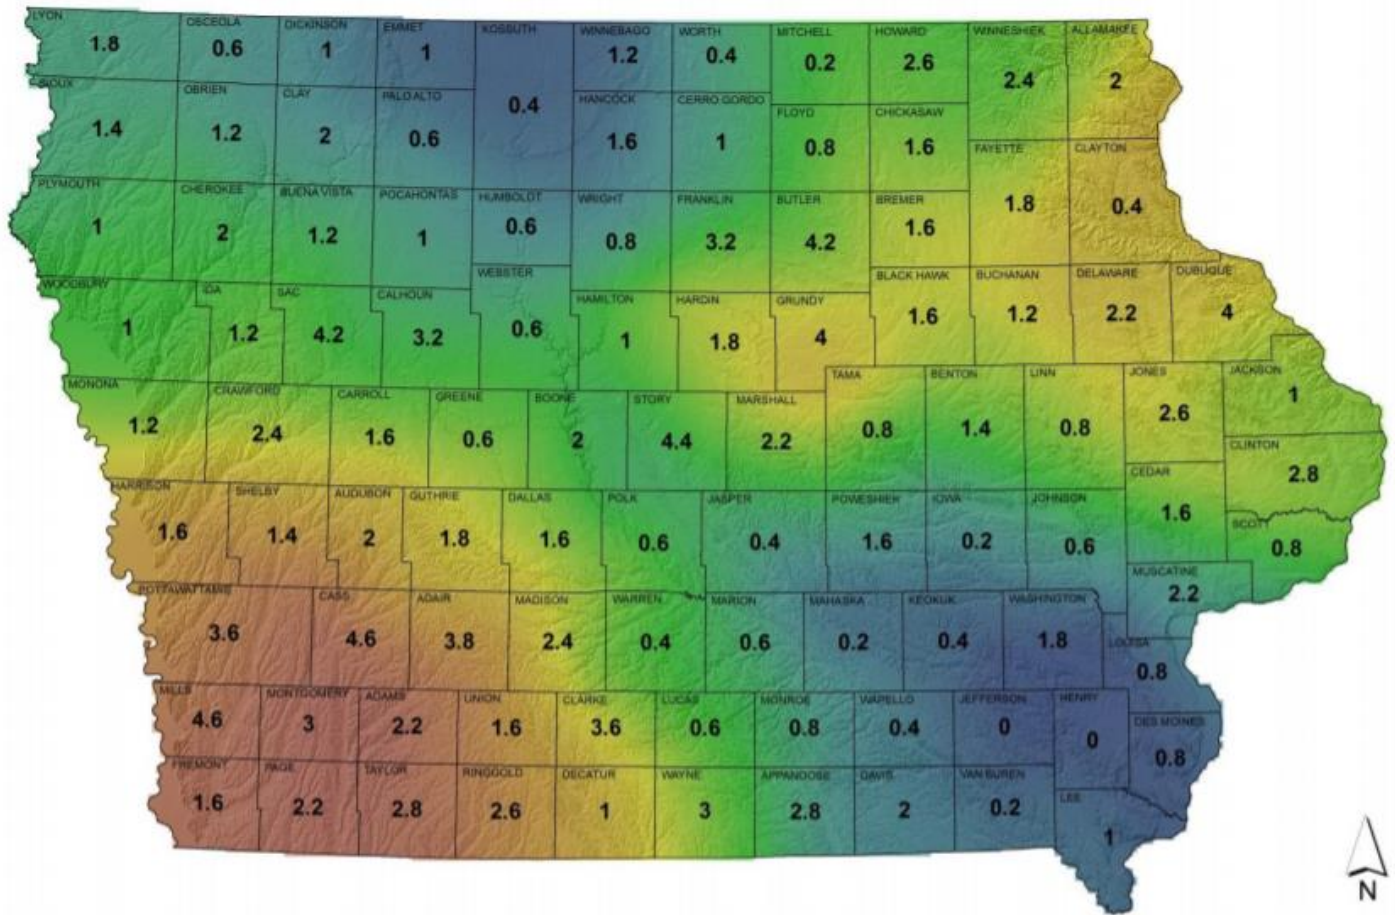 LYON
OSCEOLA
DICKINSON
EMMET
KOSSUTH
WINNEBAGO
WORTH
MITCHELL
HOWARD
WINNESHIEK
ALLAMAKEE
1.8
0.6
1
1
0.4
1.2
0.4
0.2
2.6
2.4
2
SIOUX
OBRIEN
CLAY
PALO ALTO
HANCOCK
CERRO GORDO
FLOYD
CHICKASAW
1.4
1.2
2
0.6
1.6
1
0.8
1.6
FAYETTE
CLAYTON
1.8
0.4
PLYMOUTH
CHEROKEE
BUENA VISTA
POCAHONTAS
HUMBOLDT
WRIGHT
FRANKLIN
BUTLER
BREMER
1
2
1.2
1
0.6
0.8
3.2
4.2
1.6
WOODBURY
IDA
SAC
CALHOUN
WEBSTER
HAMILTON
HARDIN
GRUNDY
BLACK HAWK
BUCHANAN
DELAWARE
DUBUQUE
1
1.2
4.2
3.2
0.6
1
1.8
4
1.6
1.2
2.2
4
MONONA
CRAWFORD
CARROLL
GREENE
BOONE
STORY
MARSHALL
TAMA
BENTON
LINN
JONES
JACKSON
1.2
2.4
1.6
0.6
2
4.4
2.2
0.8
1.4
0.8
2.6
1
CLINTON
2.8
HARRISON
SHELBY
AUDUBON
GUTHRIE
DALLAS
POLK
JASPER
POWESHIEK
IOWA
JOHNSON
CEDAR
SCOTT
1.6
1.4
2
1.8
1.6
0.6
0.4
1.6
0.2
0.6
1.6
0.8
POTTAWATTAMIE
CASS
ADAIR
MADISON
WARREN
MARION
MAHASKA
KEOKUK
WASHINGTON
MUSCATINE
2.2
3.6
4.6
3.8
2.4
0.4
0.6
0.2
0.4
1.8
LOUISA
0.8
MILLS
MONTGOMERY
ADAMS
UNION
CLARKE
LUCAS
MONROE
WAPELLO
JEFFERSON
HENRY
DES MOINES
4.6
3
2.2
1.6
3.6
0.6
0.8
0.4
0
0
0.8
FREMONT
PAGE
TAYLOR
RINGGOLD
DECATUR
WAYNE
APPANOOSE
DAVIS
VAN BUREN
LEE
1.6
2.2
2.8
2.6
1
3
2.8
2
0.2
1
N